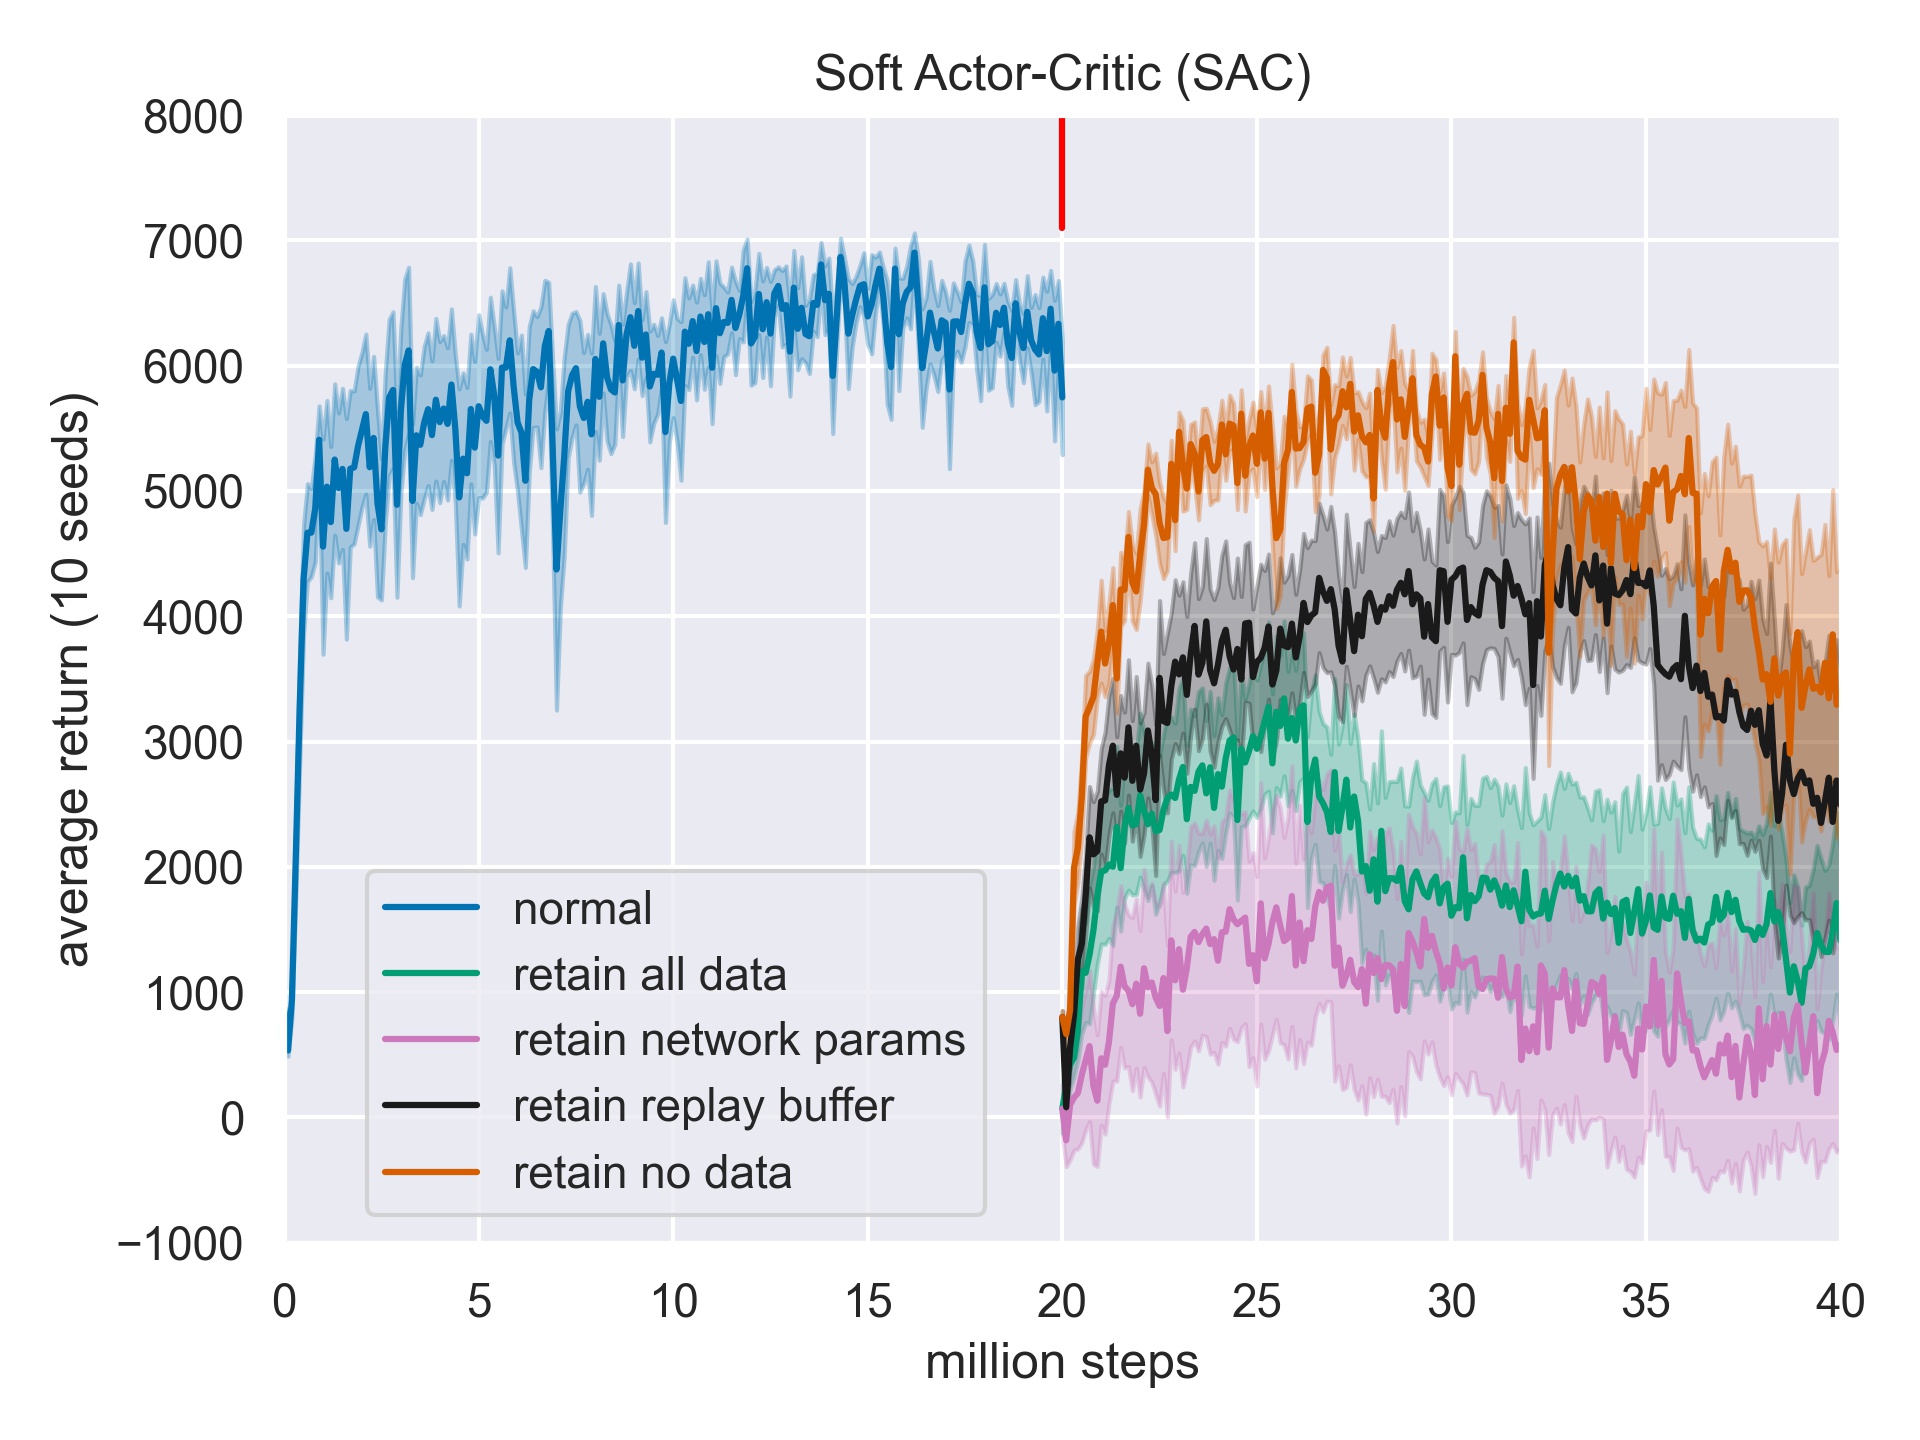 Soft Actor-Critic (SAC)
8000
7000
6000
5000
4000
3000
2000
1000
0
−1000
average return (10 seeds)
normal
retain all data
retain network params
retain replay buffer
retain no data
0 5 10 15 20 25 30 35 40
million steps